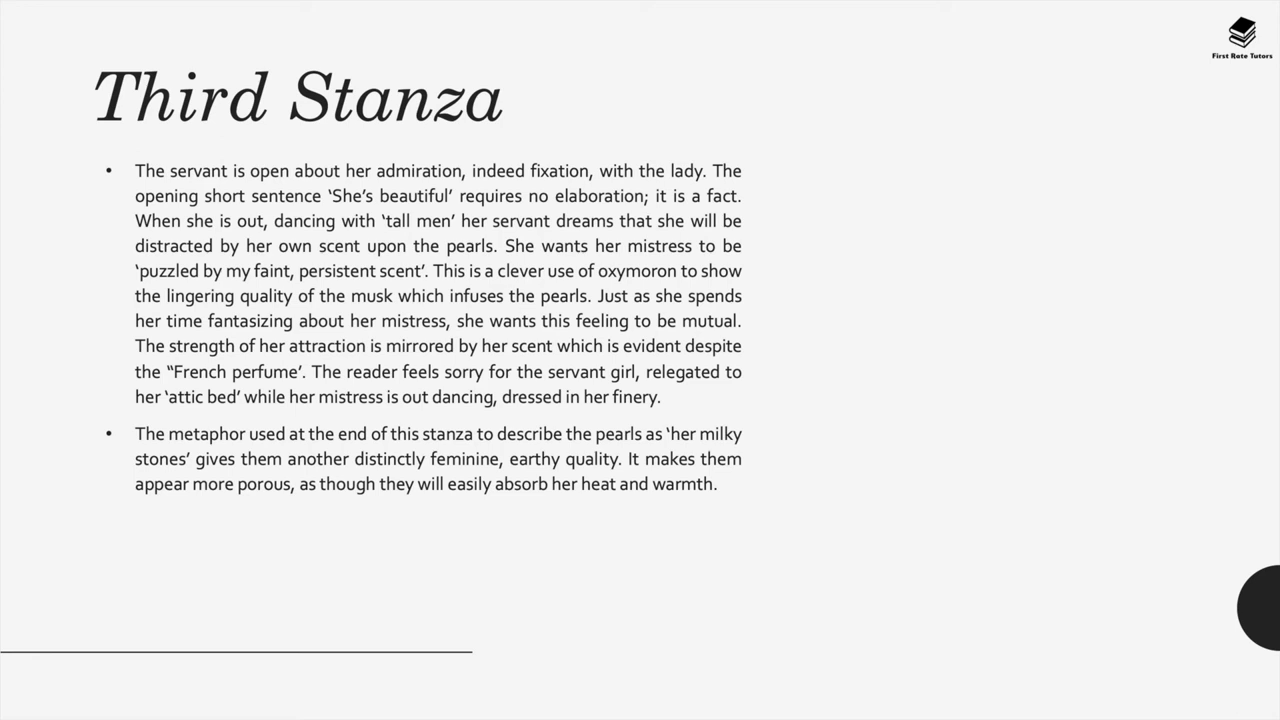 First Rate Tutors
Third Stanza
• The servant is open about her admiration, indeed fixation, with the lady. The
opening short sentence ‘She’s beautiful’ requires no elaboration; it is a fact.
When she is out, dancing with ‘tall men’ her servant dreams that she will be
distracted by her own scent upon the pearls. She wants her mistress to be
‘puzzled by my faint, persistent scent’. This is a clever use of oxymoron to show
the lingering quality of the musk which infuses the pearls. Just as she spends
her time fantasizing about her mistress, she wants this feeling to be mutual.
The strength of her attraction is mirrored by her scent which is evident despite
the “French perfume’. The reader feels sorry for the servant girl, relegated to
her ‘attic bed’ while her mistress is out dancing, dressed in her finery.
• The metaphor used at the end of this stanza to describe the pearls as ‘her milky
stones’ gives them another distinctly feminine, earthy quality. It makes them
appear more porous, as though they will easily absorb her heat and warmth.